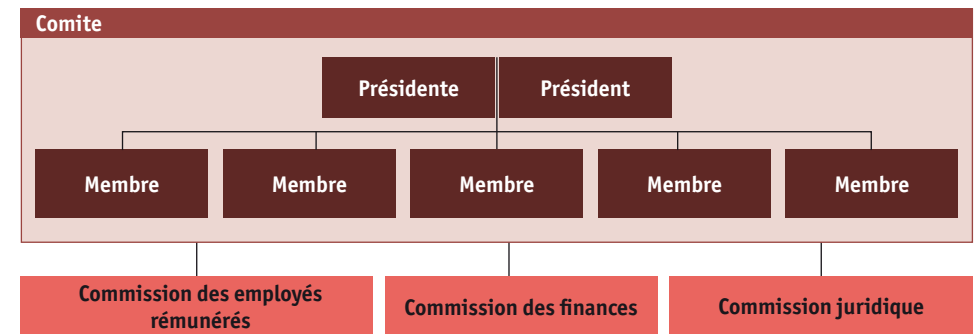 Comite
Présidente
Président
Membre
Membre
Membre
Membre
Membre
Commission des employés
rémunérés
Commission des finances
Commission juridique